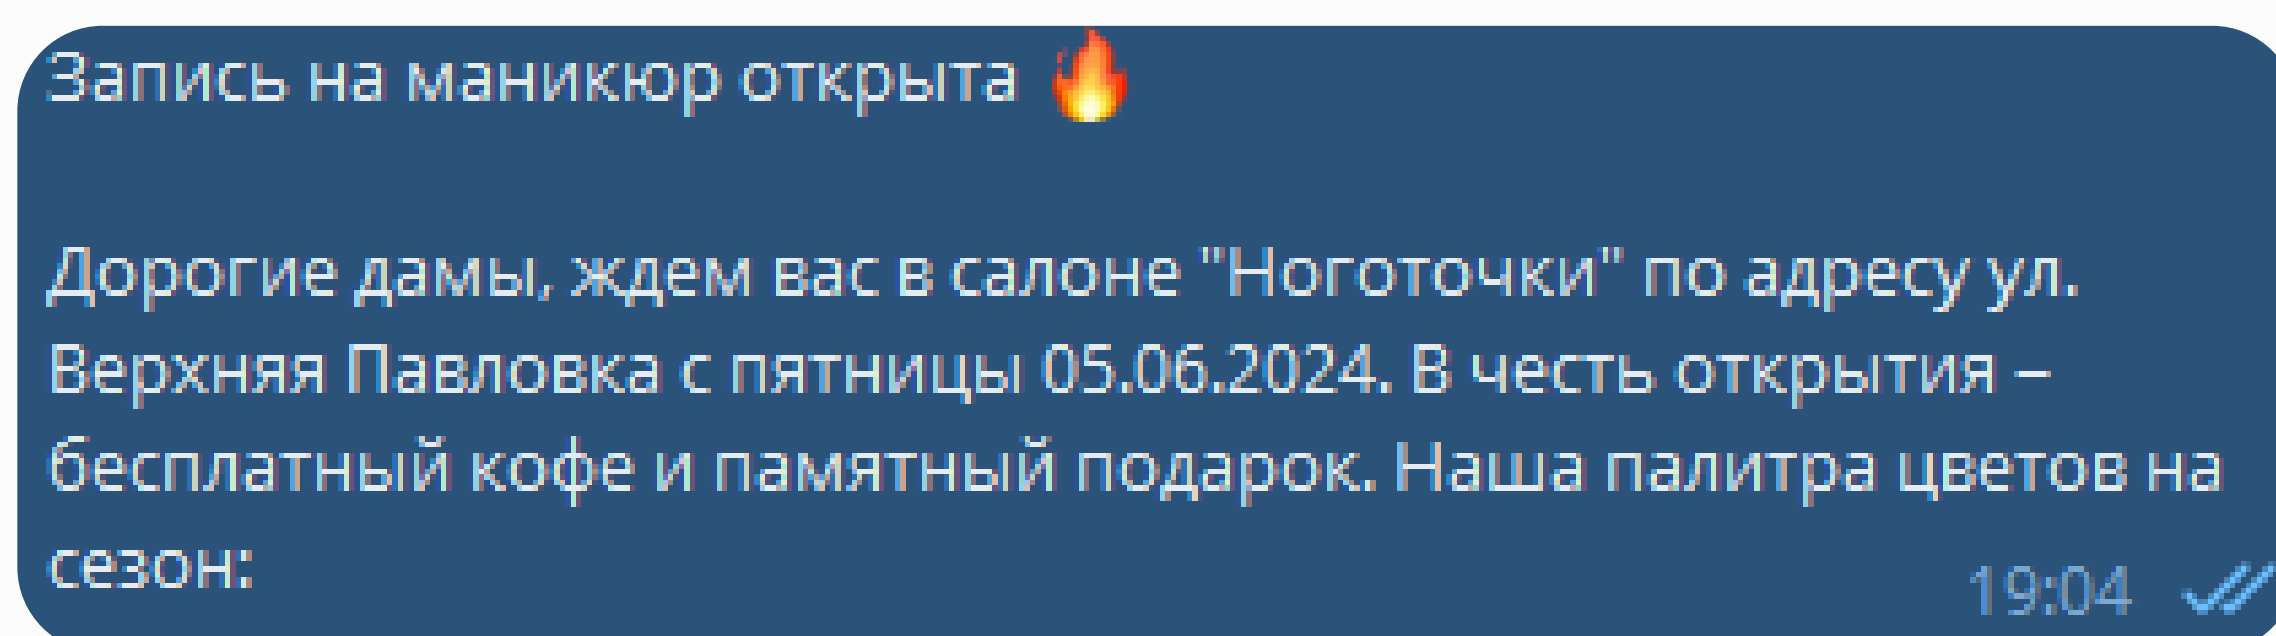 Запись на маникюр открыта 🔥
Дорогие дамы, ждем вас в салоне "Ноготочки" по адресу ул.
Верхняя Павловка с пятницы 05.06.2024. В честь открытия –
бесплатный кофе и памятный подарок. Наша палитра цветов на
сезон:
19:04